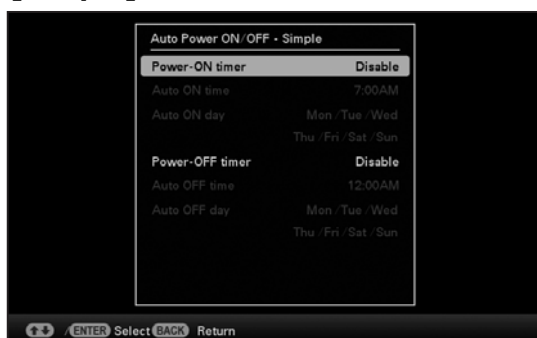 Auto Power ON/OFF - Simple
Power-ON timer Disable
Auto ON time 7:00AM
Auto ON day Mon /Tue /Wed
Thu /Fri /Sat /Sun
Power-OFF timer Disable
Auto OFF time 12:00AM
Auto OFF day Mon /Tue /Wed
Thu /Fri /Sat /Sun
/ENTER Select BACK Return